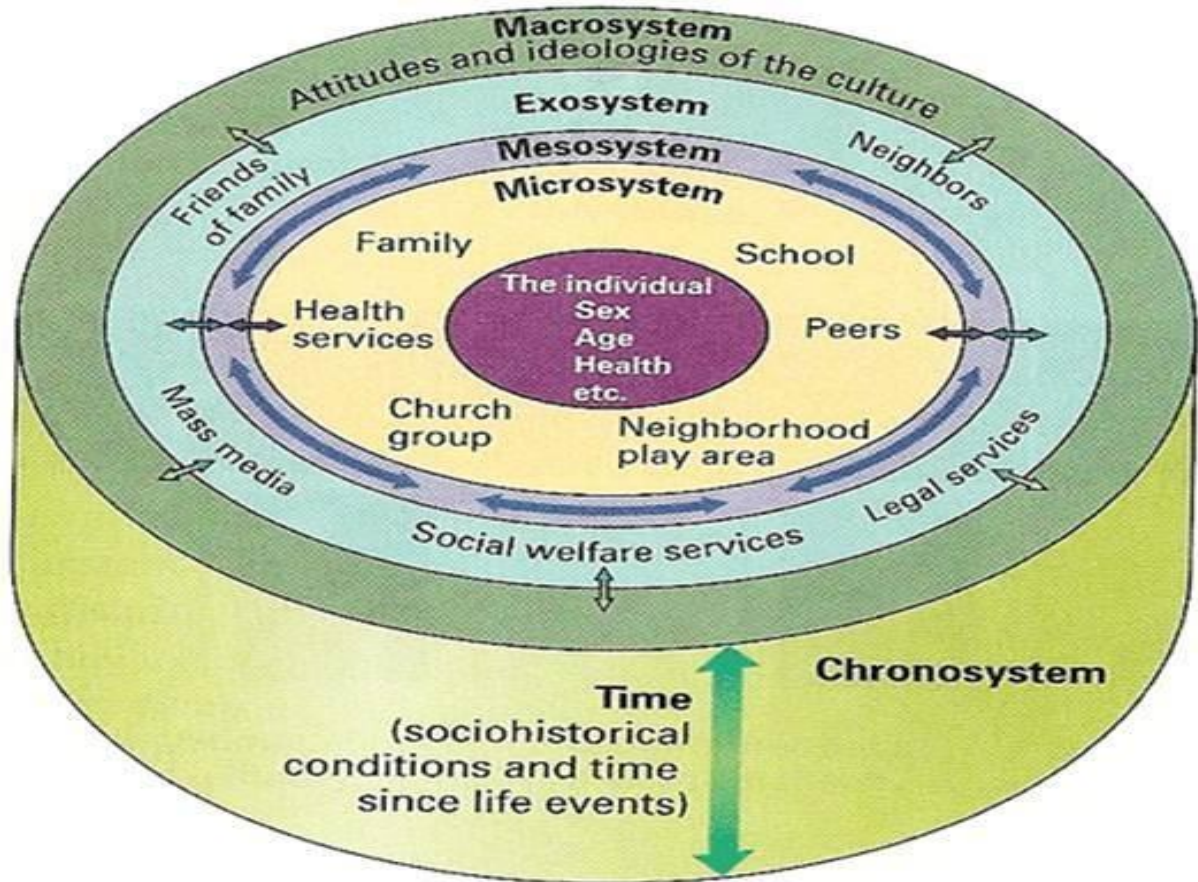 Macrosystem
Attitudes and ideologies of the culture
Exosystem
Mesosystem
Microsystem
Friends
of family
Neighbors
Family
School
The individual
Sex
Age
Health
etc.
Health
services
Peers
Church
group
Neighborhood
play area
Mass media
Legal services
Social welfare services
Chronosystem
Time
(sociohistorical
conditions and time
since life events)